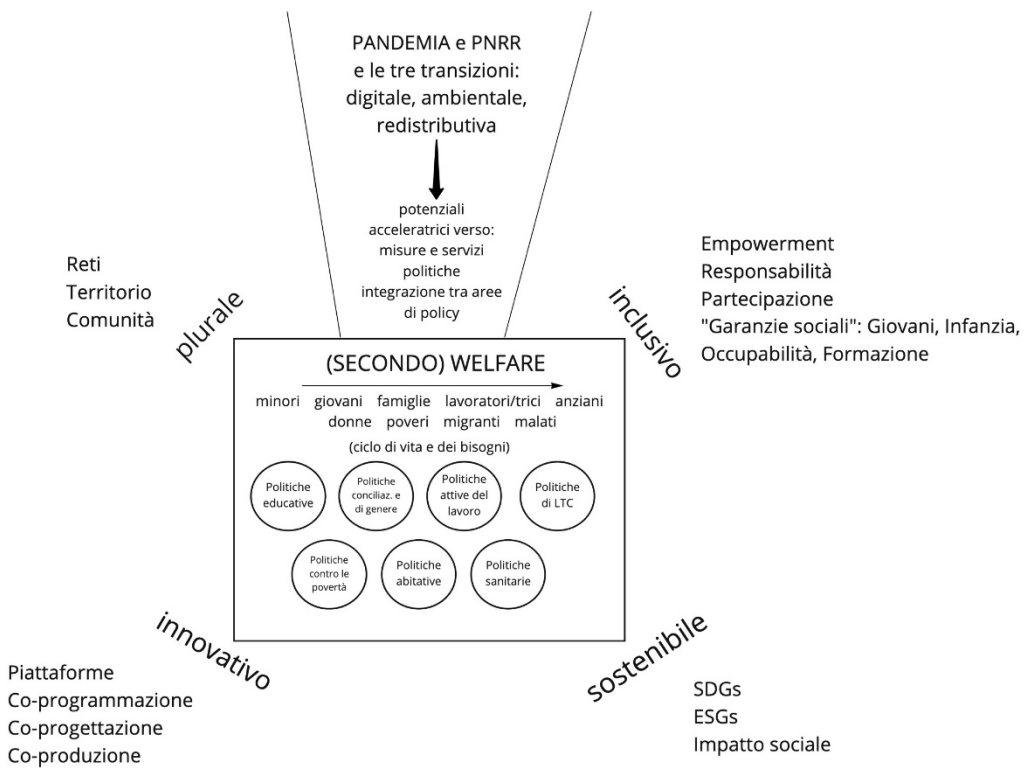 PANDEMIA e PNRR
e le tre transizioni:
digitale, ambientale,
redistributiva
potenziali
acceleratrici verso:
misure e servizi
politiche
integrazione tra aree
di policy
Reti
Territorio
Comunità
plurale
inclusivo
Empowerment
Responsabilità
Partecipazione
"Garanzie sociali": Giovani, Infanzia,
Occupabilità, Formazione
(SECONDO) WELFARE
minori giovani famiglie lavoratori/trici anziani
donne poveri migranti malati
(ciclo di vita e dei bisogni)
Politiche
educative
Politiche
conciliaz. e
di genere
Politiche
attive del
lavoro
Politiche
di LTC
Politiche
contro le
povertà
Politiche
abitative
Politiche
sanitarie
innovativo
Piattaforme
Co-programmazione
Co-progettazione
Co-produzione
sostenibile
SDGs
ESGs
Impatto sociale